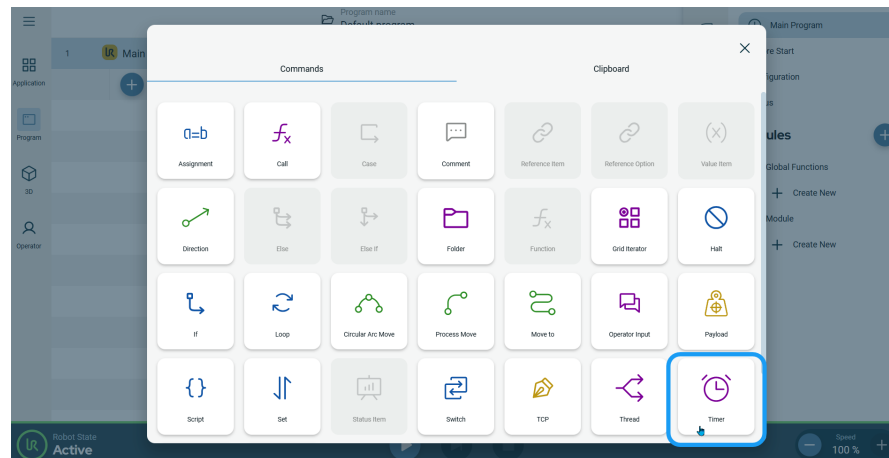 Program name
Default program
Main Program
1
Main
Commands
Clipboard
Application
Program
3D
Operator
a=b
Assignment
Call
Case
Comment
Reference Item
Reference Option
Value Item
Direction
Else
Else If
Folder
Function
Grid Iterator
Halt
If
Loop
Circular Arc Move
Process Move
Move to
Operator Input
Payload
Script
Set
Status Item
Switch
TCP
Thread
Timer
re Start
iguration
us
ules
Global Functions
Create New
Module
Create New
UR
Robot State
Active
Speed
100 %